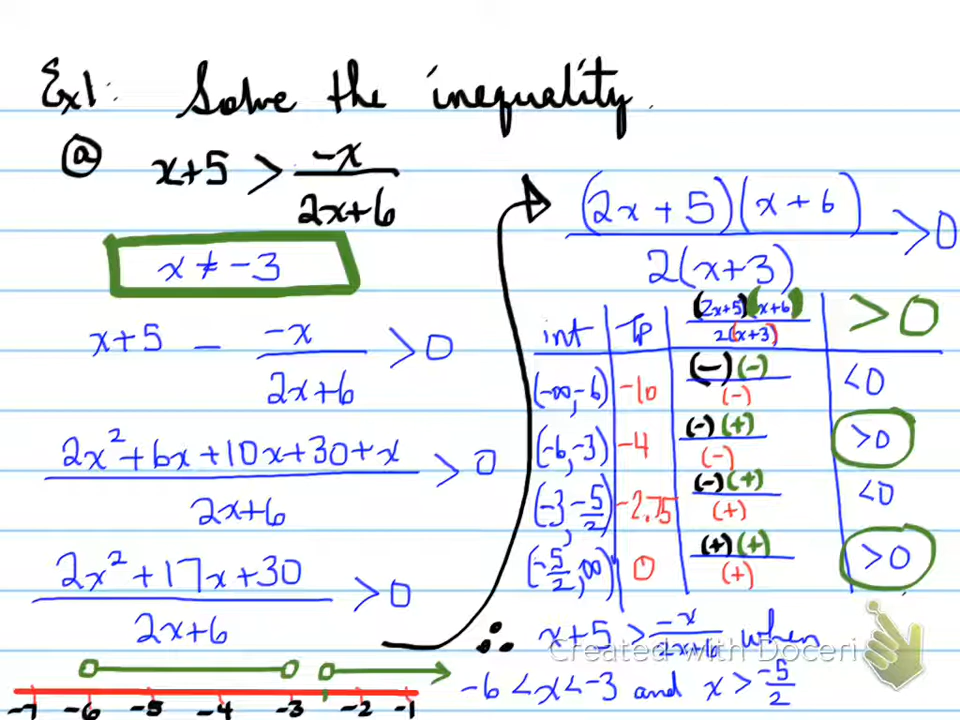 Ex1: Solve the inequality.
(a) x+5 > -x/(2x+6)
x ≠ -3
x+5 - -x/(2x+6) > 0
(2x²+6x+10x+30+x)/(2x+6) > 0
(2x²+17x+30)/(2x+6) > 0
-7 -6 -5 -4 -3 -2 -1
(2x+5)(x+6)/2(x+3) > 0
int TP (2x+5)(x+6)/2(x+3) > 0
(-∞,-6) -10 (-)(-)/(-) <0
(-6,-3) -4 (-)(+)/(-) >0
(-3,-5/2) -2.75 (-)(+)/(+) <0
(-5/2,∞) 0 (+)(+)/(+) >0
∴ x+5 > -x/(2x+6) when
-6 < x < -3 and x > -5/2
Created with Doceri